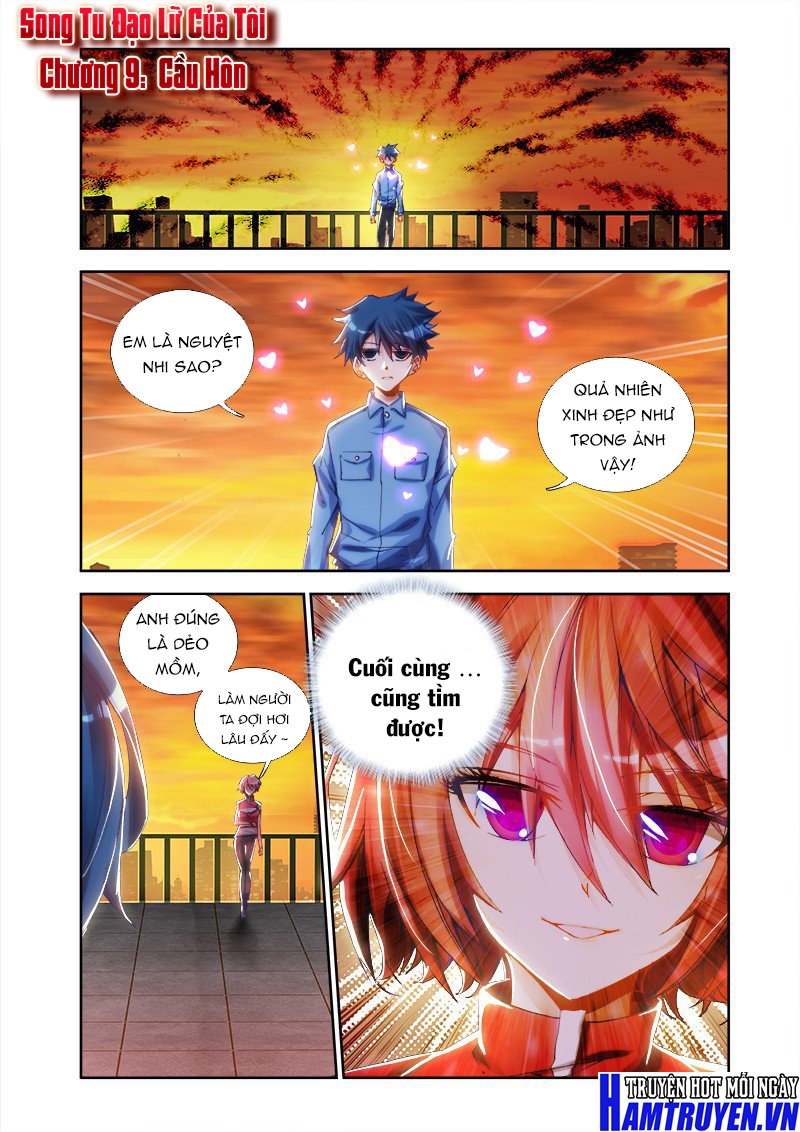 Song Tu Đạo Lữ Của Tôi
Chương 9: Cầu Hôn
EM LÀ NGUYỆT
NHI SAO?
QUẢ NHIÊN
XINH ĐẸP NHƯ
TRONG ẢNH
VẬY!
ANH ĐÚNG
LÀ DẺO
MỒM,
LÀM NGƯỜI
TA ĐỢI HƠI
LÂU ĐẤY ~
Cuối cùng ...
cũng tìm
được!
TRUYỆN HOT MỖI NGÀY
HAMTRUYEN.VN